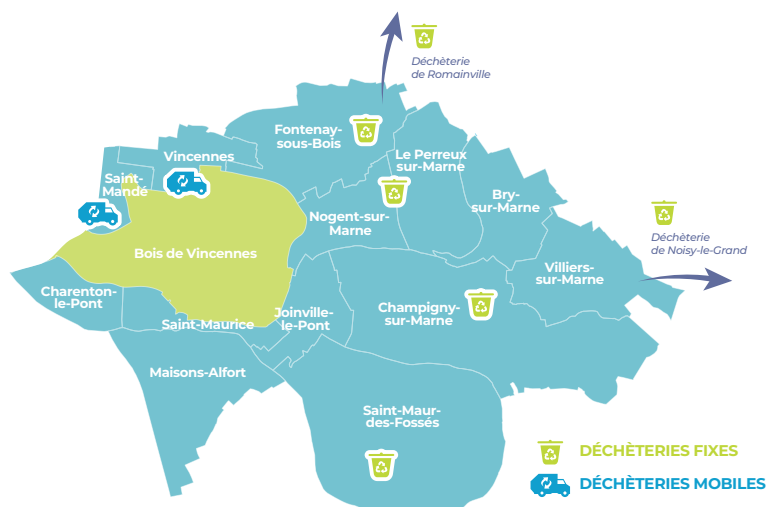 Déchèterie
de Romainville
Fontenay-
sous-Bois
Vincennes
Le Perreux
sur-Marne
Saint-
Mandé
Bry-
sur-Marne
Nogent-sur-
Marne
Déchèterie
de Noisy-le-Grand
Bois de Vincennes
Villiers-
sur-Marne
Charenton-
le-Pont
Saint-Maurice
Joinville-
le-Pont
Champigny-
sur-Marne
Maisons-Alfort
Saint-Maur-
des-Fossés
DÉCHÈTERIES FIXES
DÉCHÈTERIES MOBILES